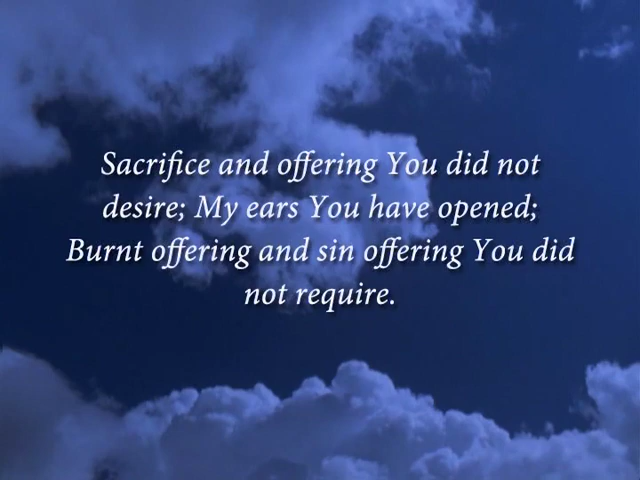 Sacrifice and offering You did not
desire; My ears You have opened;
Burnt offering and sin offering You did
not require.